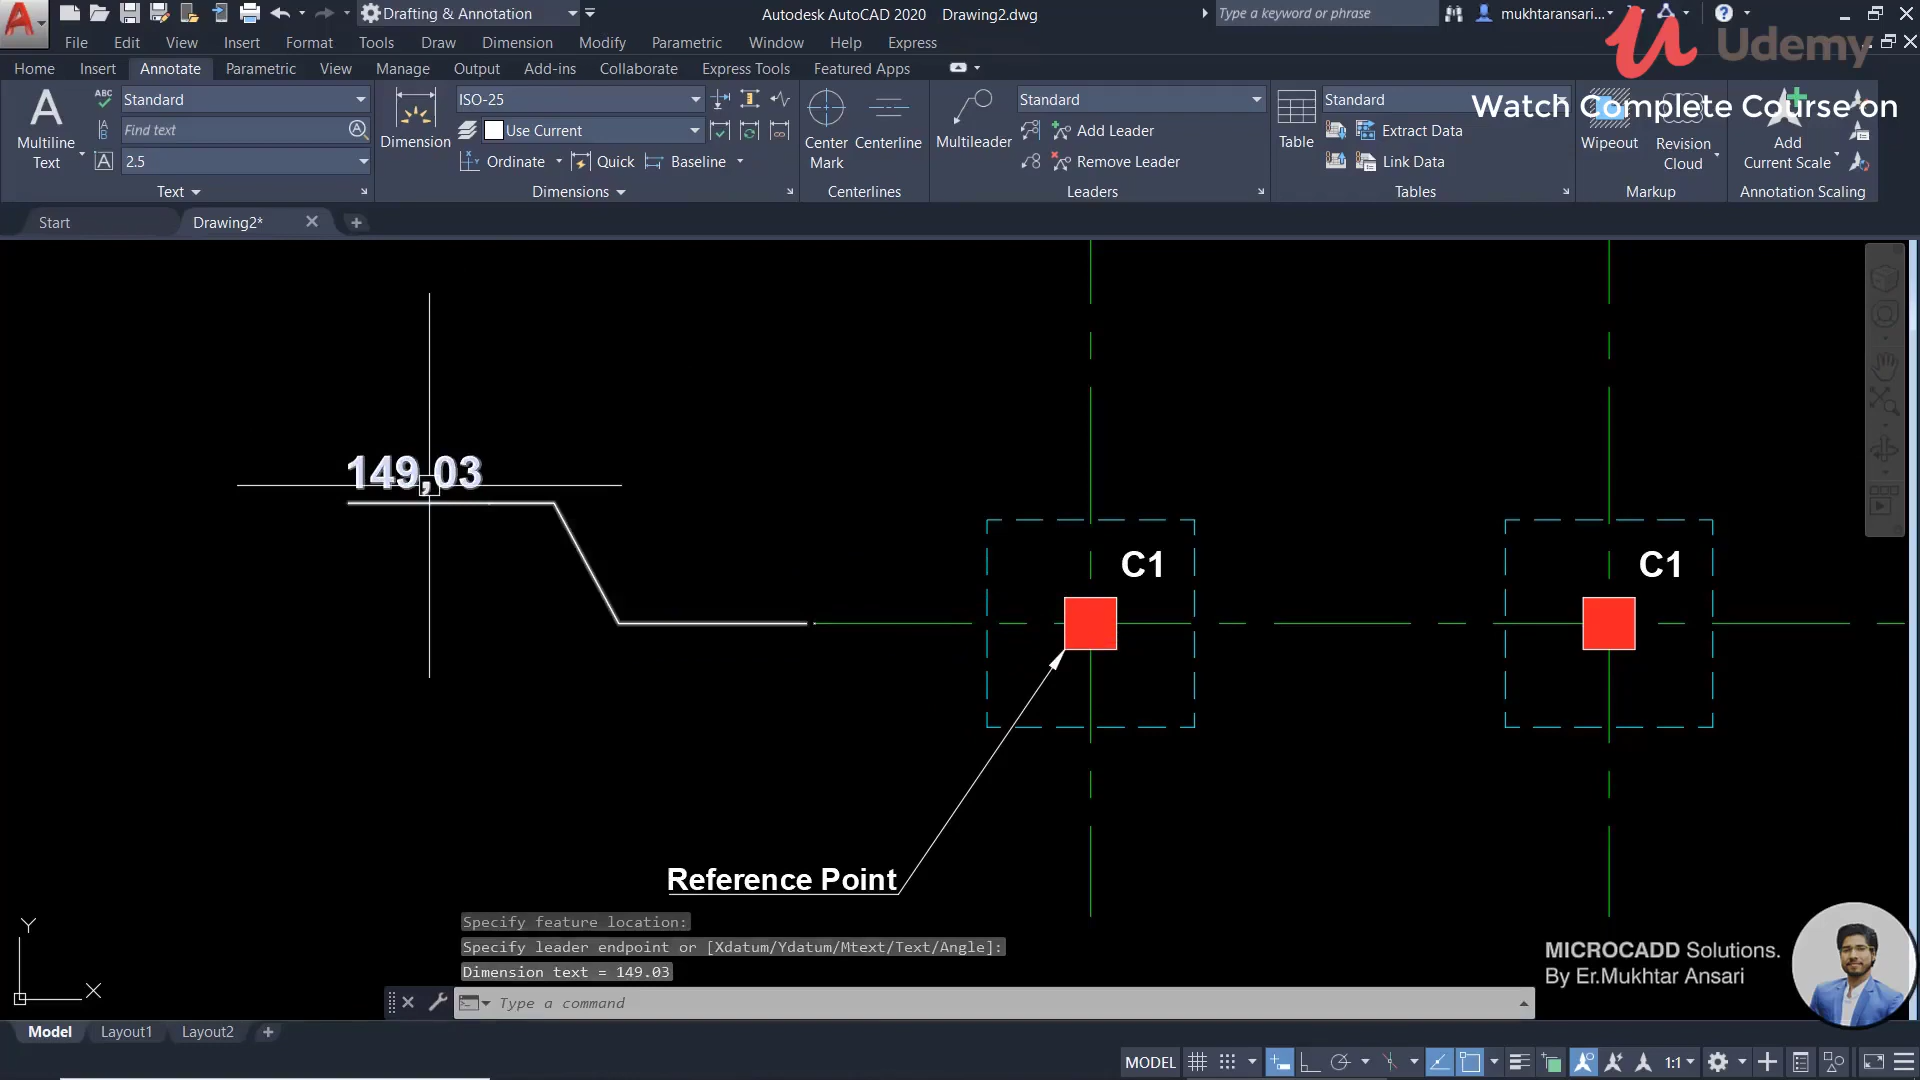 Drafting & Annotation
Autodesk AutoCAD 2020 Drawing2.dwg
Type a keyword or phrase
mukhtaransari...
File Edit View Insert Format Tools Draw Dimension Modify Parametric Window Help Express
Udemy
Home Insert Annotate Parametric View Manage Output Add-ins Collaborate Express Tools Featured Apps
Watch Complete Course on
Multiline
Text
Standard
Find text
2.5
Text
Dimension
ISO-25
Use Current
Ordinate Quick Baseline
Dimensions
Center
Mark
Centerline
Centerlines
Multileader
Standard
Add Leader
Remove Leader
Leaders
Table
Standard
Extract Data
Link Data
Tables
Wipeout
Revision
Cloud
Markup
Add
Current Scale
Annotation Scaling
Start
Drawing2*
149,03
C1
C1
Reference Point
Specify feature location:
Specify leader endpoint or [Xdatum/Ydatum/Mtext/Text/Angle]:
Dimension text = 149.03
Type a command
Y
X
MICROCADD Solutions.
By Er.Mukhtar Ansari
Model Layout1 Layout2
MODEL
1:1